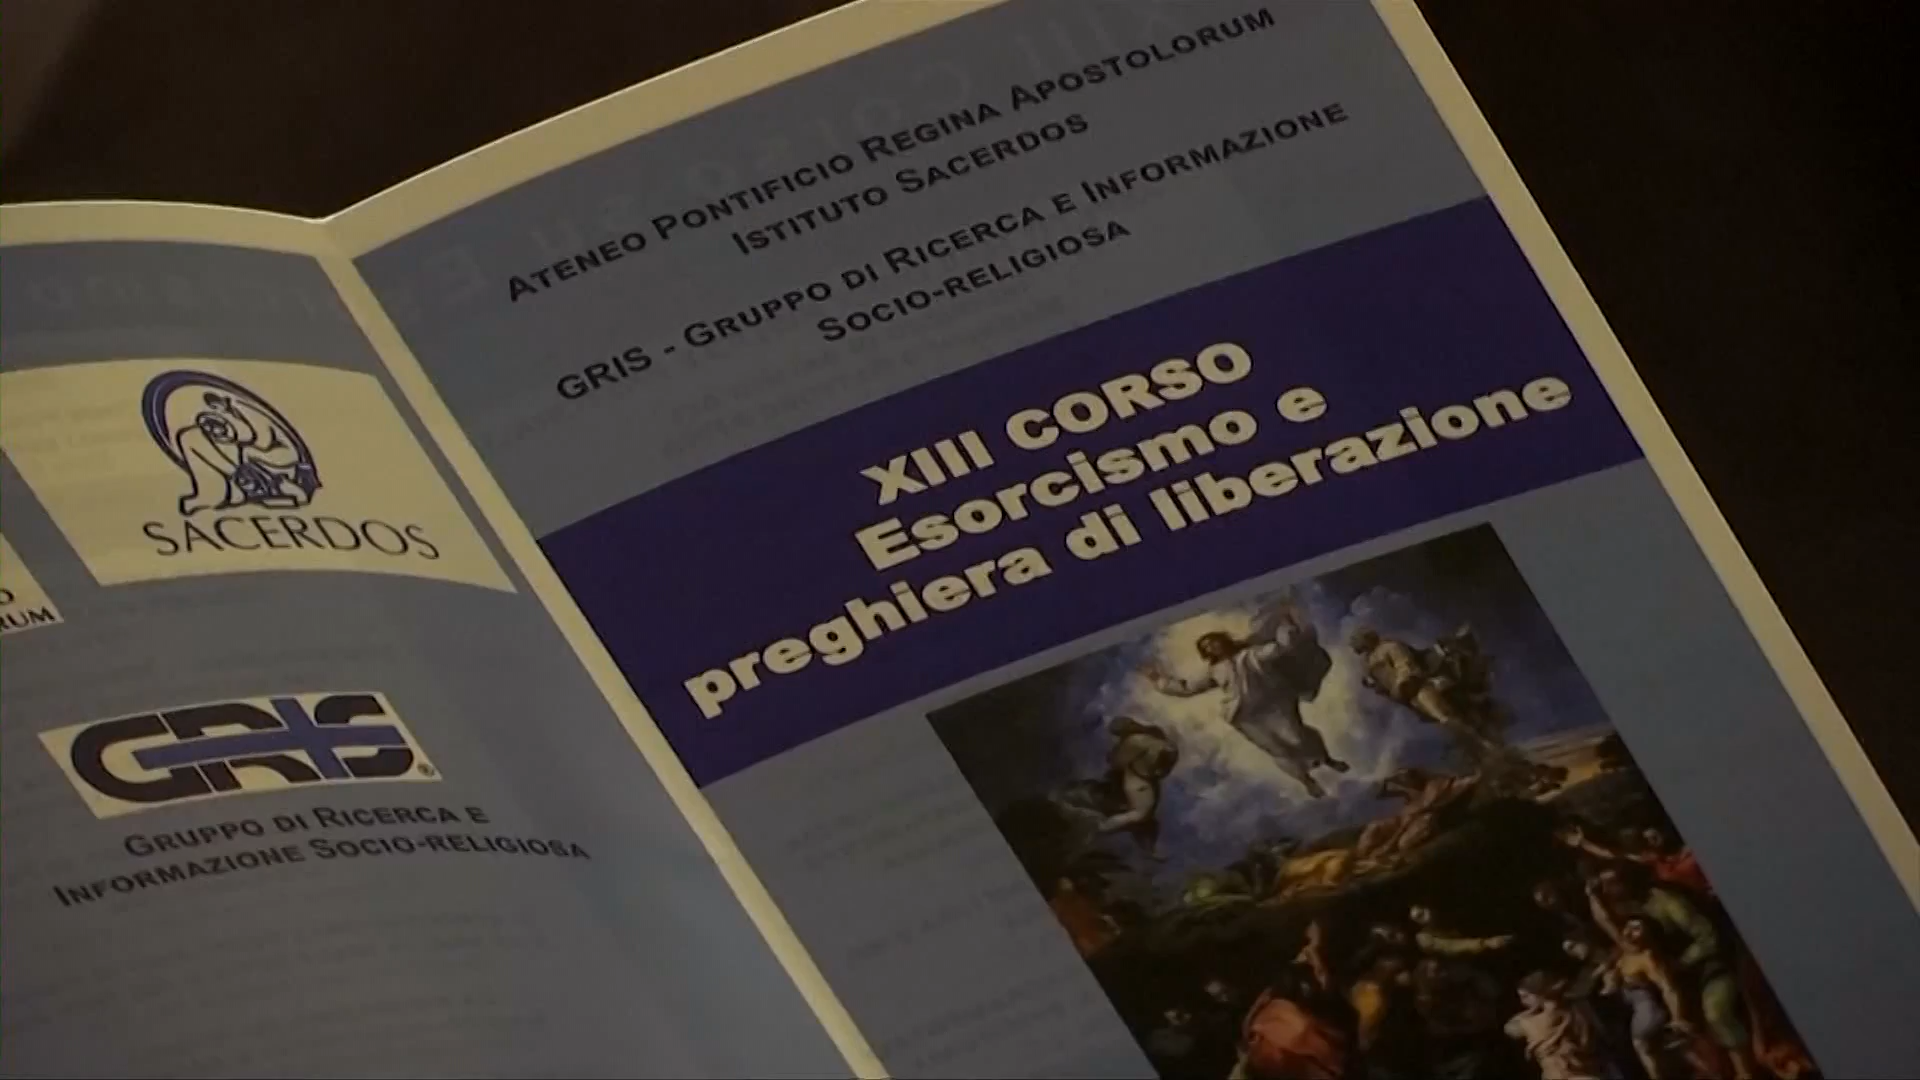 ATENEO PONTIFICIO REGINA APOSTOLORUM
ISTITUTO SACERDOS
GRIS - GRUPPO DI RICERCA E INFORMAZIONE
SOCIO-RELIGIOSA
XIII CORSO
Esorcismo e
preghiera di liberazione
SACERDOS
GRIS®
GRUPPO DI RICERCA E
INFORMAZIONE SOCIO-RELIGIOSA